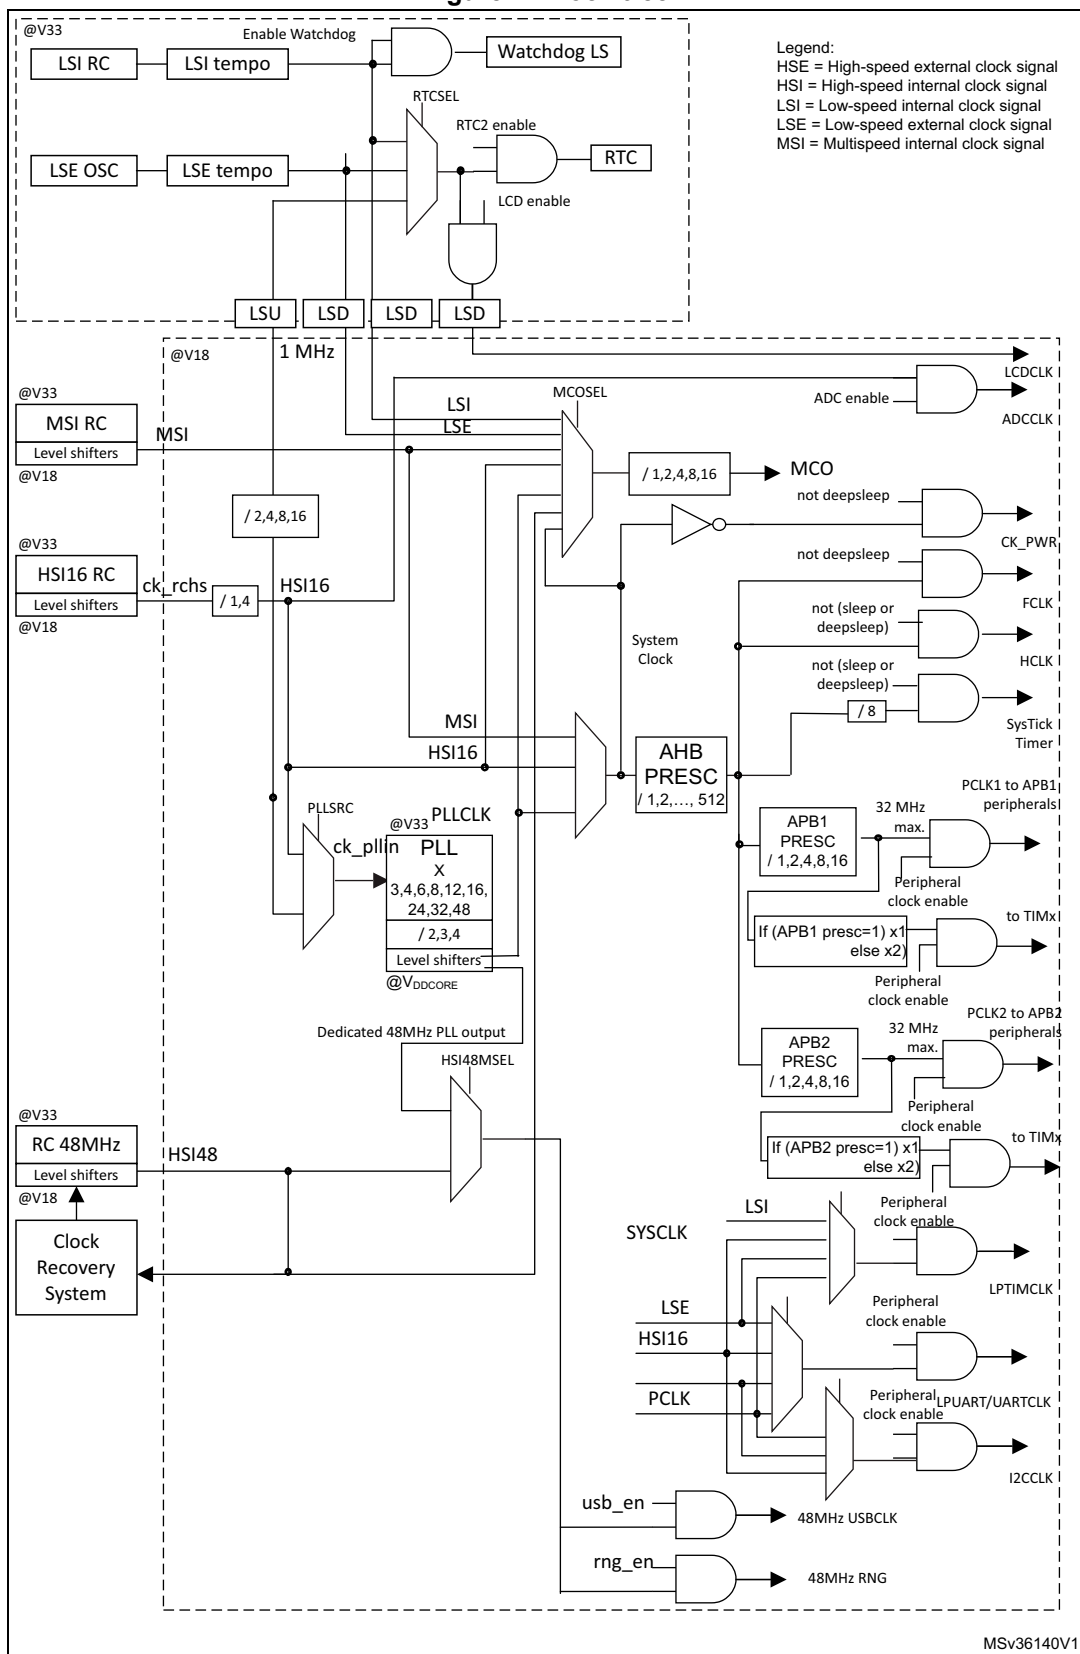 @V33
Enable Watchdog
LSI RC
LSI tempo
Watchdog LS
Legend:
HSE = High-speed external clock signal
HSI = High-speed internal clock signal
LSI = Low-speed internal clock signal
LSE = Low-speed external clock signal
MSI = Multispeed internal clock signal
RTCSEL
RTC2 enable
LSE OSC
LSE tempo
RTC
LCD enable
LSU
LSD
LSD
LSD
@V18
1 MHz
LCDCLK
@V33
MSI RC
Level shifters
@V18
MSI
LSI
LSE
MCOSEL
ADC enable
ADCCLK
/ 1,2,4,8,16
MCO
/ 2,4,8,16
not deepsleep
CK_PWR
@V33
HSI16 RC
Level shifters
@V18
ck_rchs
/ 1,4
HSI16
not deepsleep
FCLK
System
Clock
not (sleep or
deepsleep)
HCLK
not (sleep or
deepsleep)
/ 8
SysTick
Timer
MSI
HSI16
AHB
PRESC
/ 1,2,..., 512
PCLK1 to APB1
peripherals
PLLSRC
@V33
PLLCLK
ck_pllin
PLL
X
3,4,6,8,12,16,
24,32,48
/ 2,3,4
Level shifters
@VDDCORE
APB1
PRESC
/ 1,2,4,8,16
32 MHz
max.
Peripheral
clock enable
to TIMx
If (APB1 presc=1) x1
else x2)
Peripheral
clock enable
Dedicated 48MHz PLL output
HSI48MSEL
PCLK2 to APB2
peripherals
APB2
PRESC
/ 1,2,4,8,16
32 MHz
max.
Peripheral
clock enable
@V33
RC 48MHz
Level shifters
@V18
HSI48
to TIMx
If (APB2 presc=1) x1
else x2)
Peripheral
clock enable
Clock
Recovery
System
LSI
SYSCLK
LPTIMCLK
LSE
HSI16
PCLK
Peripheral
clock enable
LPUART/UARTCLK
Peripheral
clock enable
I2CCLK
usb_en
48MHz USBCLK
rng_en
48MHz RNG
MSv36140V1